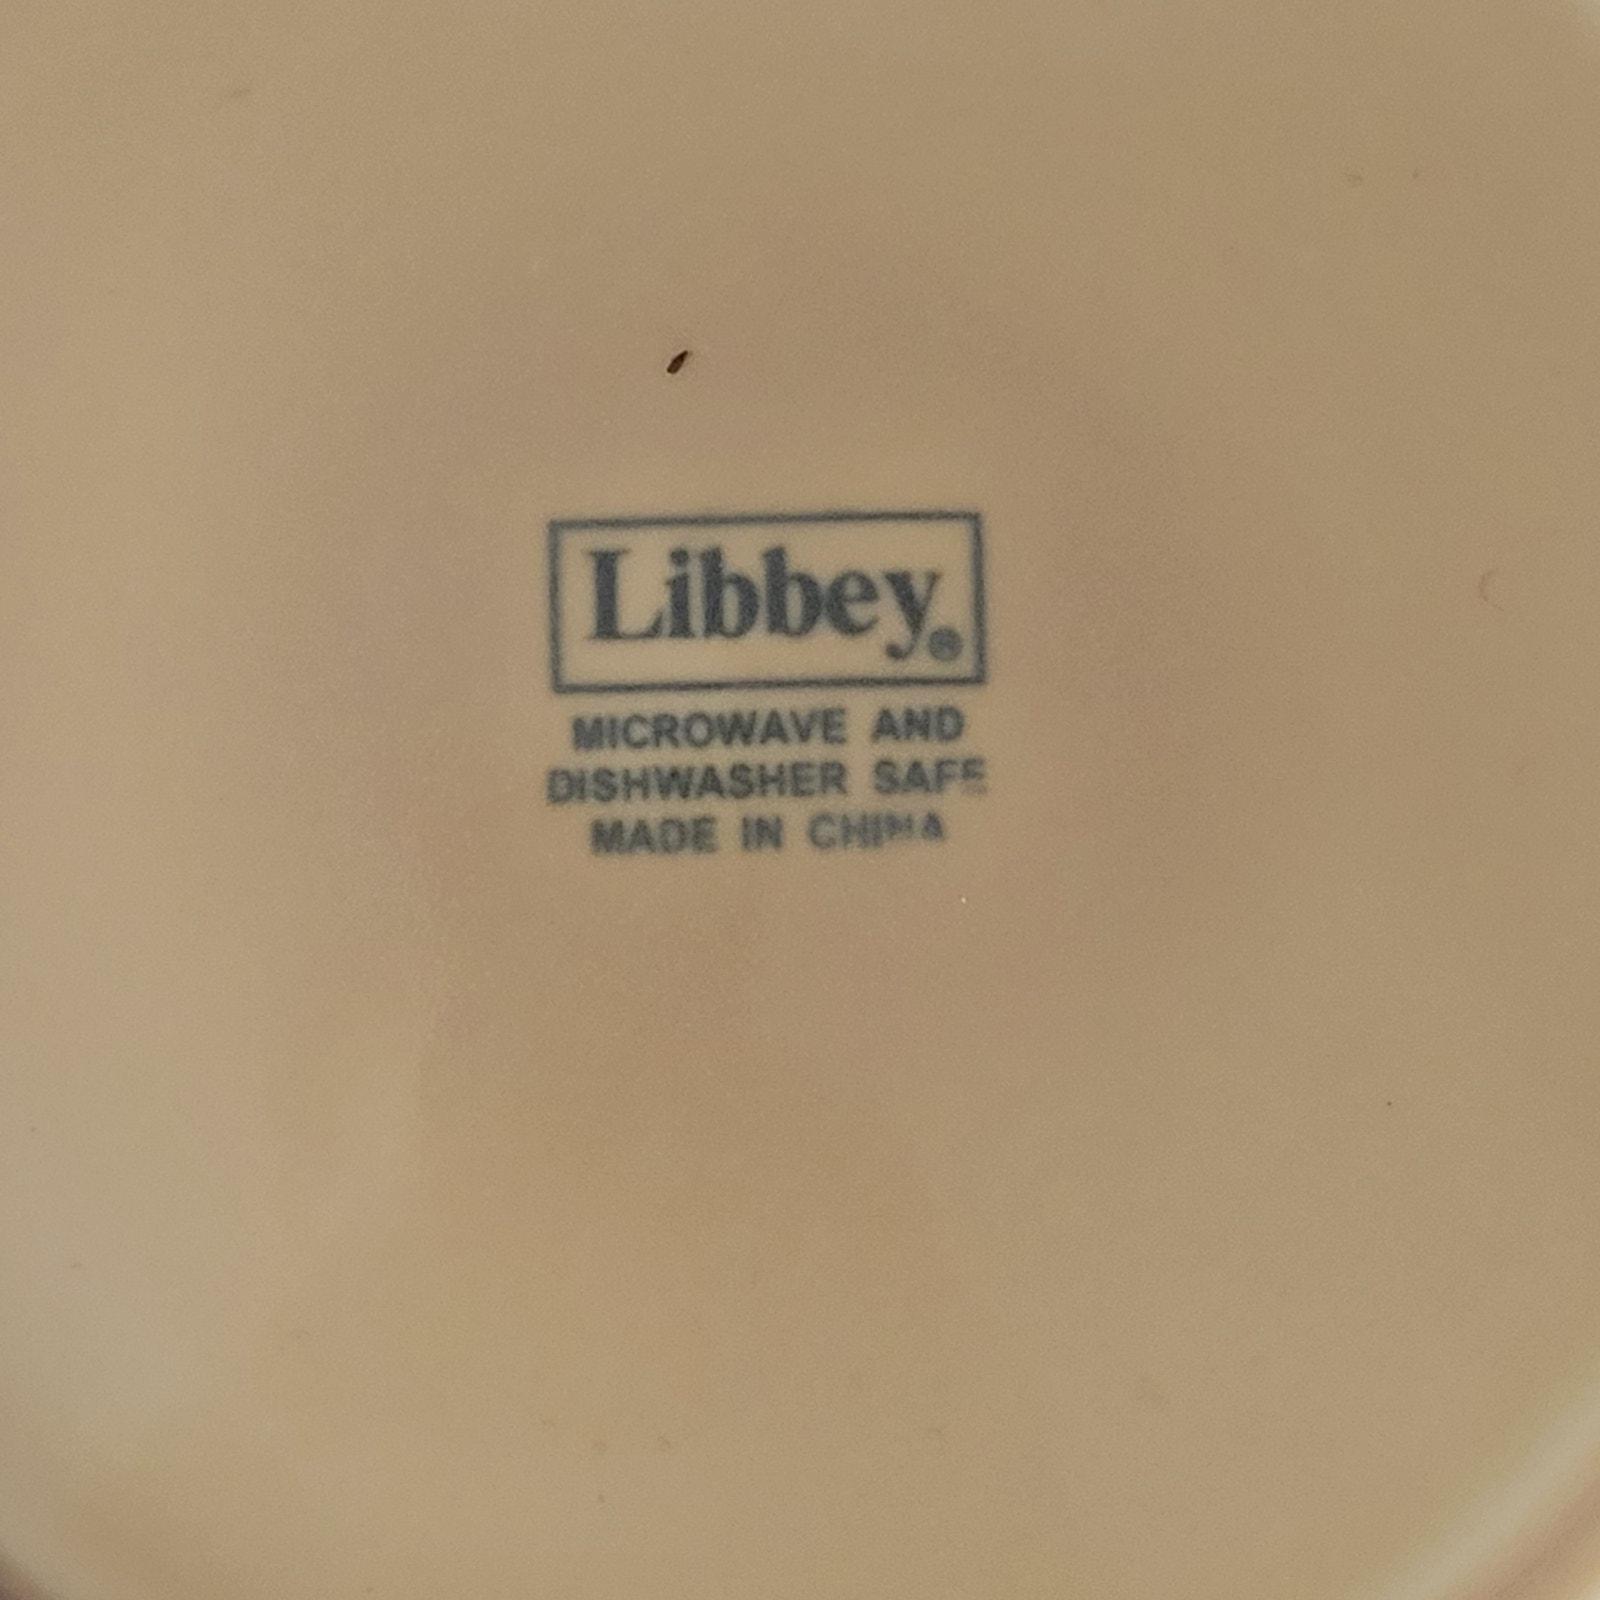 Libbey®
MICROWAVE AND
DISHWASHER SAFE
MADE IN CHINA